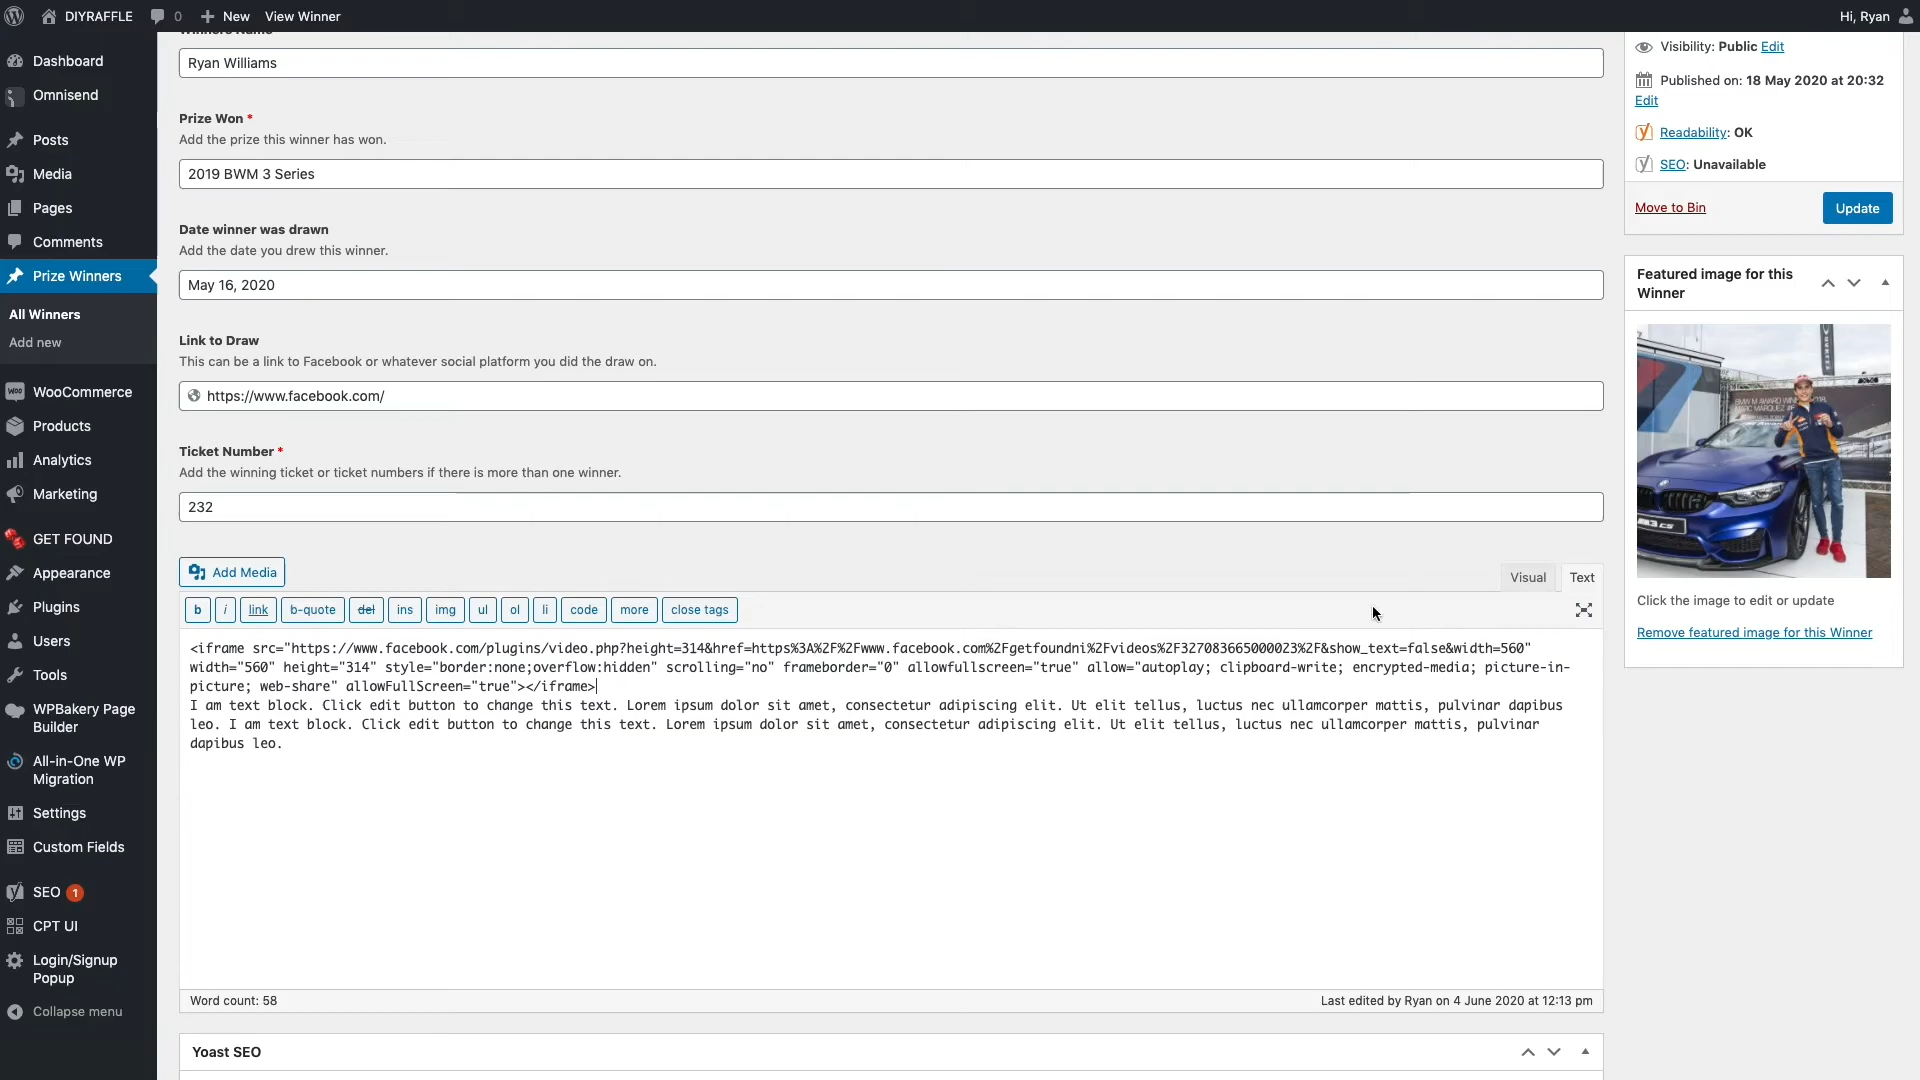 DIYRAFFLE
0
New
View Winner
Hi, Ryan
Dashboard
Omnisend
Posts
Media
Pages
Comments
Prize Winners
All Winners
Add new
WooCommerce
Products
Analytics
Marketing
GET FOUND
Appearance
Plugins
Users
Tools
WPBakery Page
Builder
All-in-One WP
Migration
Settings
Custom Fields
SEO 1
CPT UI
Login/Signup
Popup
Collapse menu
Winners Name
Ryan Williams
Prize Won *
Add the prize this winner has won.
2019 BWM 3 Series
Date winner was drawn
Add the date you drew this winner.
May 16, 2020
Link to Draw
This can be a link to Facebook or whatever social platform you did the draw on.
https://www.facebook.com/
Ticket Number *
Add the winning ticket or ticket numbers if there is more than one winner.
232
Add Media
Visual
Text
b
i
link
b-quote
del
ins
img
ul
ol
li
code
more
close tags
<iframe src="https://www.facebook.com/plugins/video.php?height=314&href=https%3A%2F%2Fwww.facebook.com%2Fgetfoundni%2Fvideos%2F327083665000023%2F&show_text=false&width=560"
width="560" height="314" style="border:none;overflow:hidden" scrolling="no" frameborder="0" allowfullscreen="true" allow="autoplay; clipboard-write; encrypted-media; picture-in-
picture; web-share" allowFullScreen="true"></iframe>
I am text block. Click edit button to change this text. Lorem ipsum dolor sit amet, consectetur adipiscing elit. Ut elit tellus, luctus nec ullamcorper mattis, pulvinar dapibus
leo. I am text block. Click edit button to change this text. Lorem ipsum dolor sit amet, consectetur adipiscing elit. Ut elit tellus, luctus nec ullamcorper mattis, pulvinar
dapibus leo.
Word count: 58
Last edited by Ryan on 4 June 2020 at 12:13 pm
Yoast SEO
Visibility: Public Edit
Published on: 18 May 2020 at 20:32
Edit
Readability: OK
SEO: Unavailable
Move to Bin
Update
Featured image for this
Winner
BMW M AWARD WINNER 2018
MARC MARQUEZ
M3 CS
Click the image to edit or update
Remove featured image for this Winner